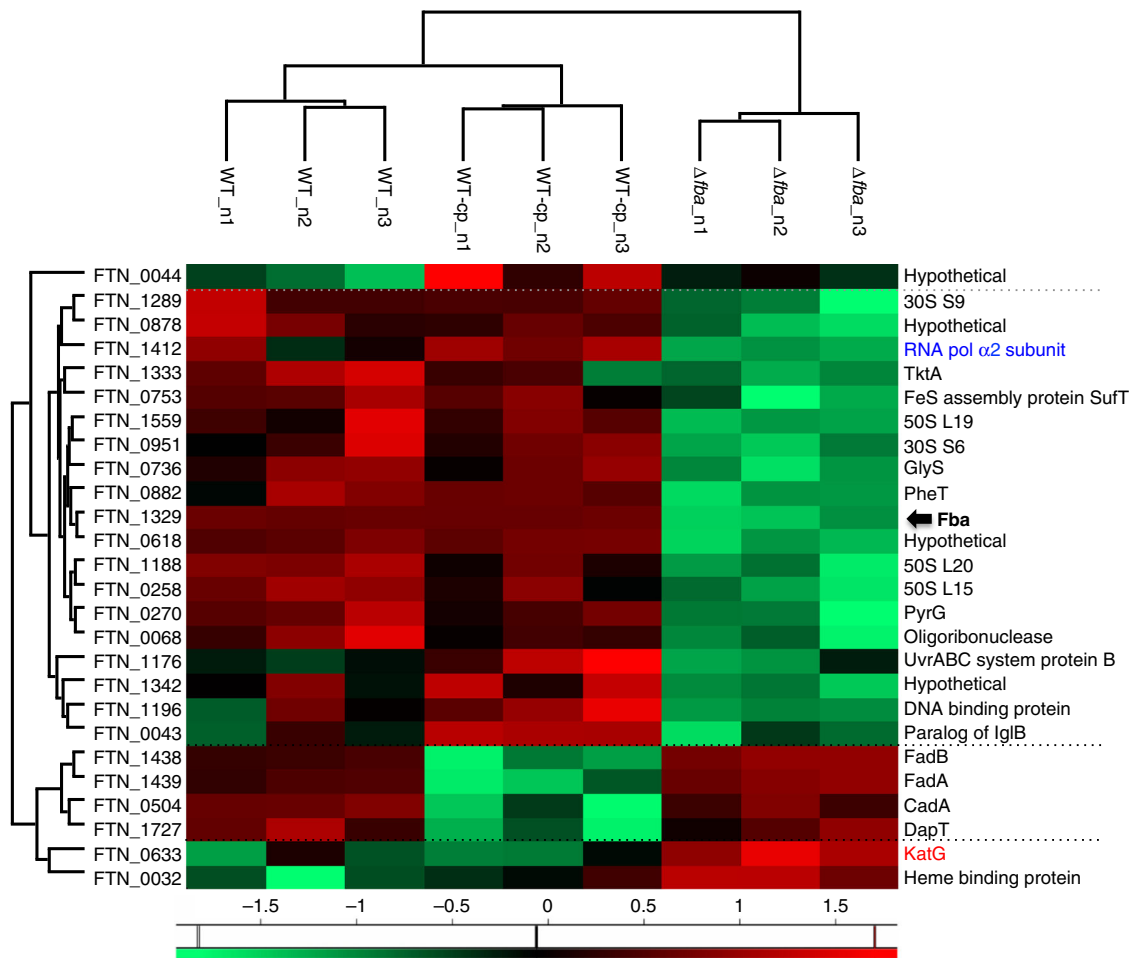 WT_n1
WT_n2
WT_n3
WT-cp_n1
WT-cp_n2
WT-cp_n3
Δfba_n1
Δfba_n2
Δfba_n3
FTN_0044 Hypothetical
FTN_1289 30S S9
FTN_0878 Hypothetical
FTN_1412 RNA pol α2 subunit
FTN_1333 TktA
FTN_0753 FeS assembly protein SufT
FTN_1559 50S L19
FTN_0951 30S S6
FTN_0736 GlyS
FTN_0882 PheT
FTN_1329 Fba
FTN_0618 Hypothetical
FTN_1188 50S L20
FTN_0258 50S L15
FTN_0270 PyrG
FTN_0068 Oligoribonuclease
FTN_1176 UvrABC system protein B
FTN_1342 Hypothetical
FTN_1196 DNA binding protein
FTN_0043 Paralog of IglB
FTN_1438 FadB
FTN_1439 FadA
FTN_0504 CadA
FTN_1727 DapT
FTN_0633 KatG
FTN_0032 Heme binding protein
−1.5 −1 −0.5 0 0.5 1 1.5